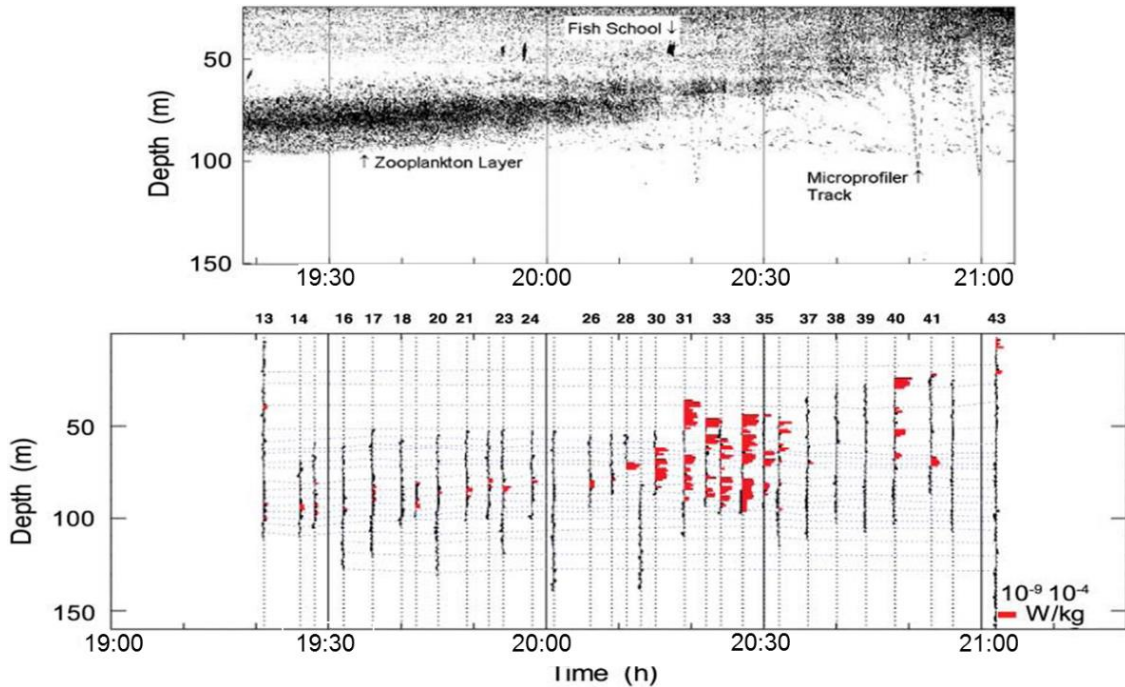 Fish School ↓
50
100
150
Depth (m)
↑ Zooplankton Layer
Microprofiler ↑
Track
19:30 20:00 20:30 21:00
13 14 16 17 18 20 21 23 24 26 28 30 31 33 35 37 38 39 40 41 43
50
100
150
Depth (m)
10⁻⁹ 10⁻⁴
W/kg
19:00 19:30 20:00 20:30 21:00
Time (h)